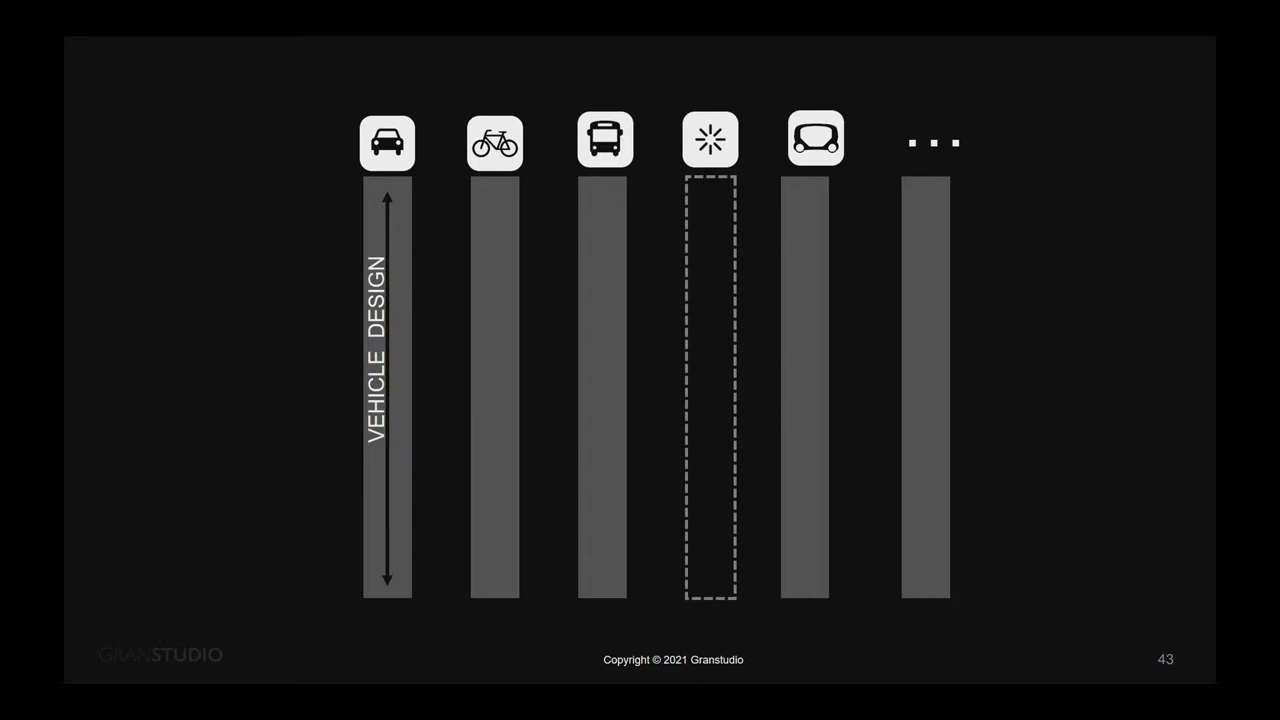 ...
VEHICLE DESIGN
GRANSTUDIO
Copyright © 2021 Granstudio
43